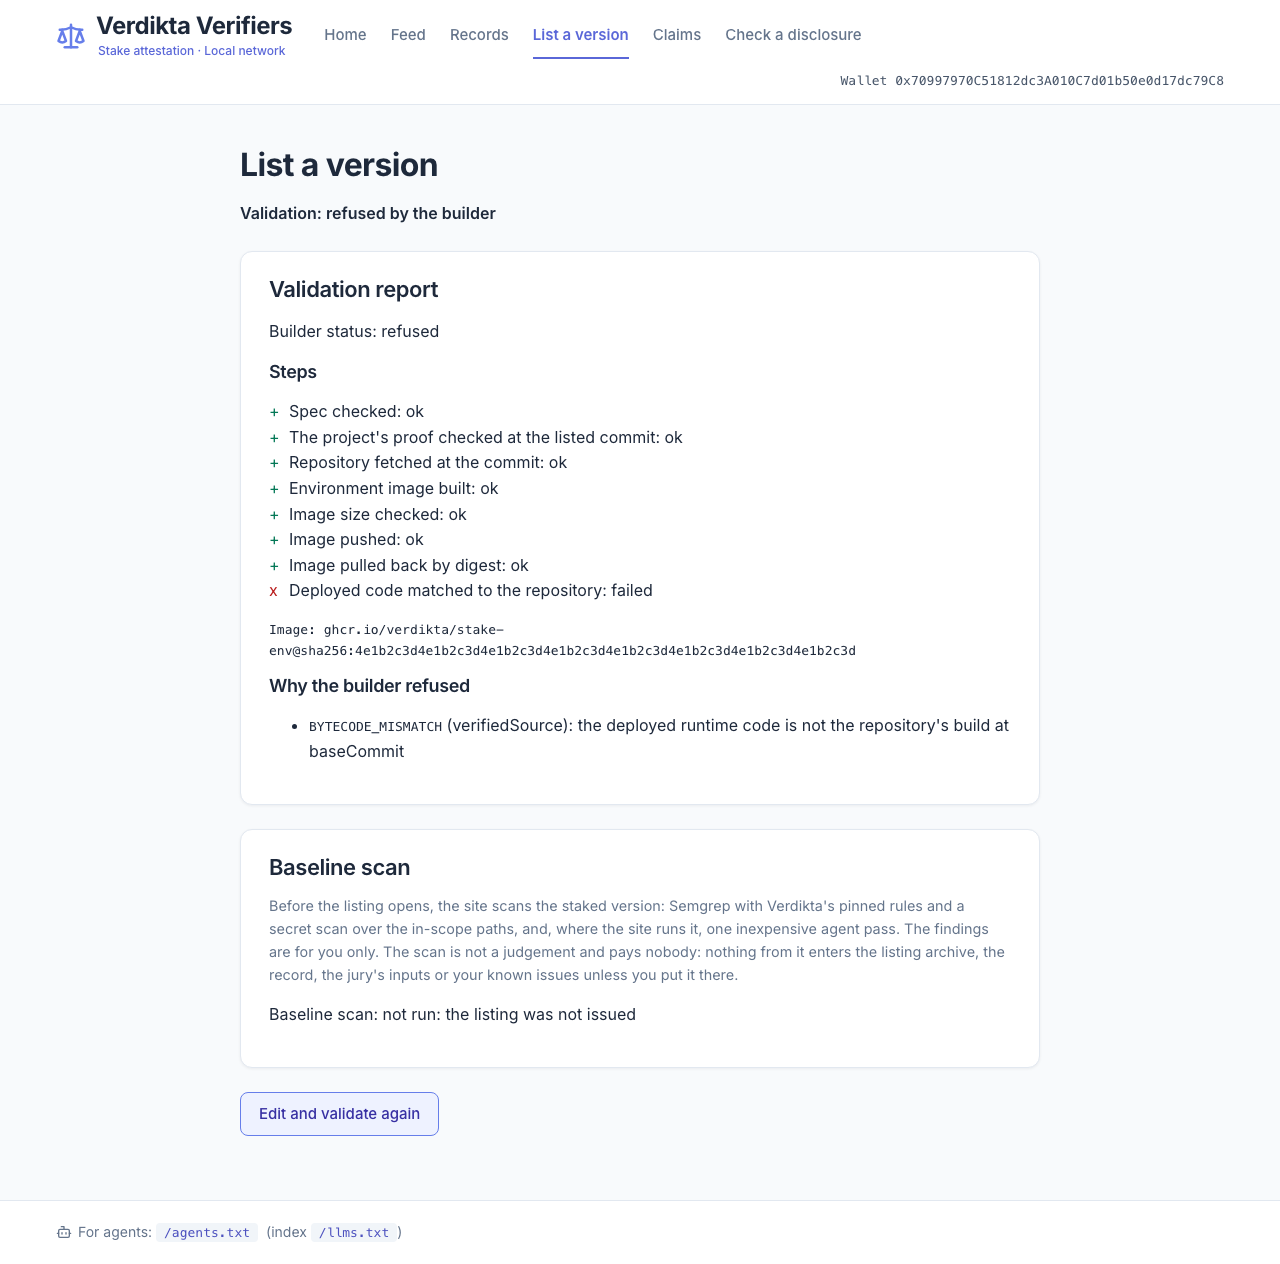 Verdikta Verifiers
Stake attestation · Local network
Home
Feed
Records
List a version
Claims
Check a disclosure
Wallet 0x70997970C51812dc3A010C7d01b50e0d17dc79C8
List a version
Validation: refused by the builder
Validation report
Builder status: refused
Steps
+ Spec checked: ok
+ The project's proof checked at the listed commit: ok
+ Repository fetched at the commit: ok
+ Environment image built: ok
+ Image size checked: ok
+ Image pushed: ok
+ Image pulled back by digest: ok
x Deployed code matched to the repository: failed
Image: ghcr.io/verdikta/stake-
env@sha256:4e1b2c3d4e1b2c3d4e1b2c3d4e1b2c3d4e1b2c3d4e1b2c3d4e1b2c3d4e1b2c3d
Why the builder refused
• BYTECODE_MISMATCH (verifiedSource): the deployed runtime code is not the repository's build at
baseCommit
Baseline scan
Before the listing opens, the site scans the staked version: Semgrep with Verdikta's pinned rules and a
secret scan over the in-scope paths, and, where the site runs it, one inexpensive agent pass. The findings
are for you only. The scan is not a judgement and pays nobody: nothing from it enters the listing archive, the
record, the jury's inputs or your known issues unless you put it there.
Baseline scan: not run: the listing was not issued
Edit and validate again
For agents: /agents.txt (index /llms.txt)